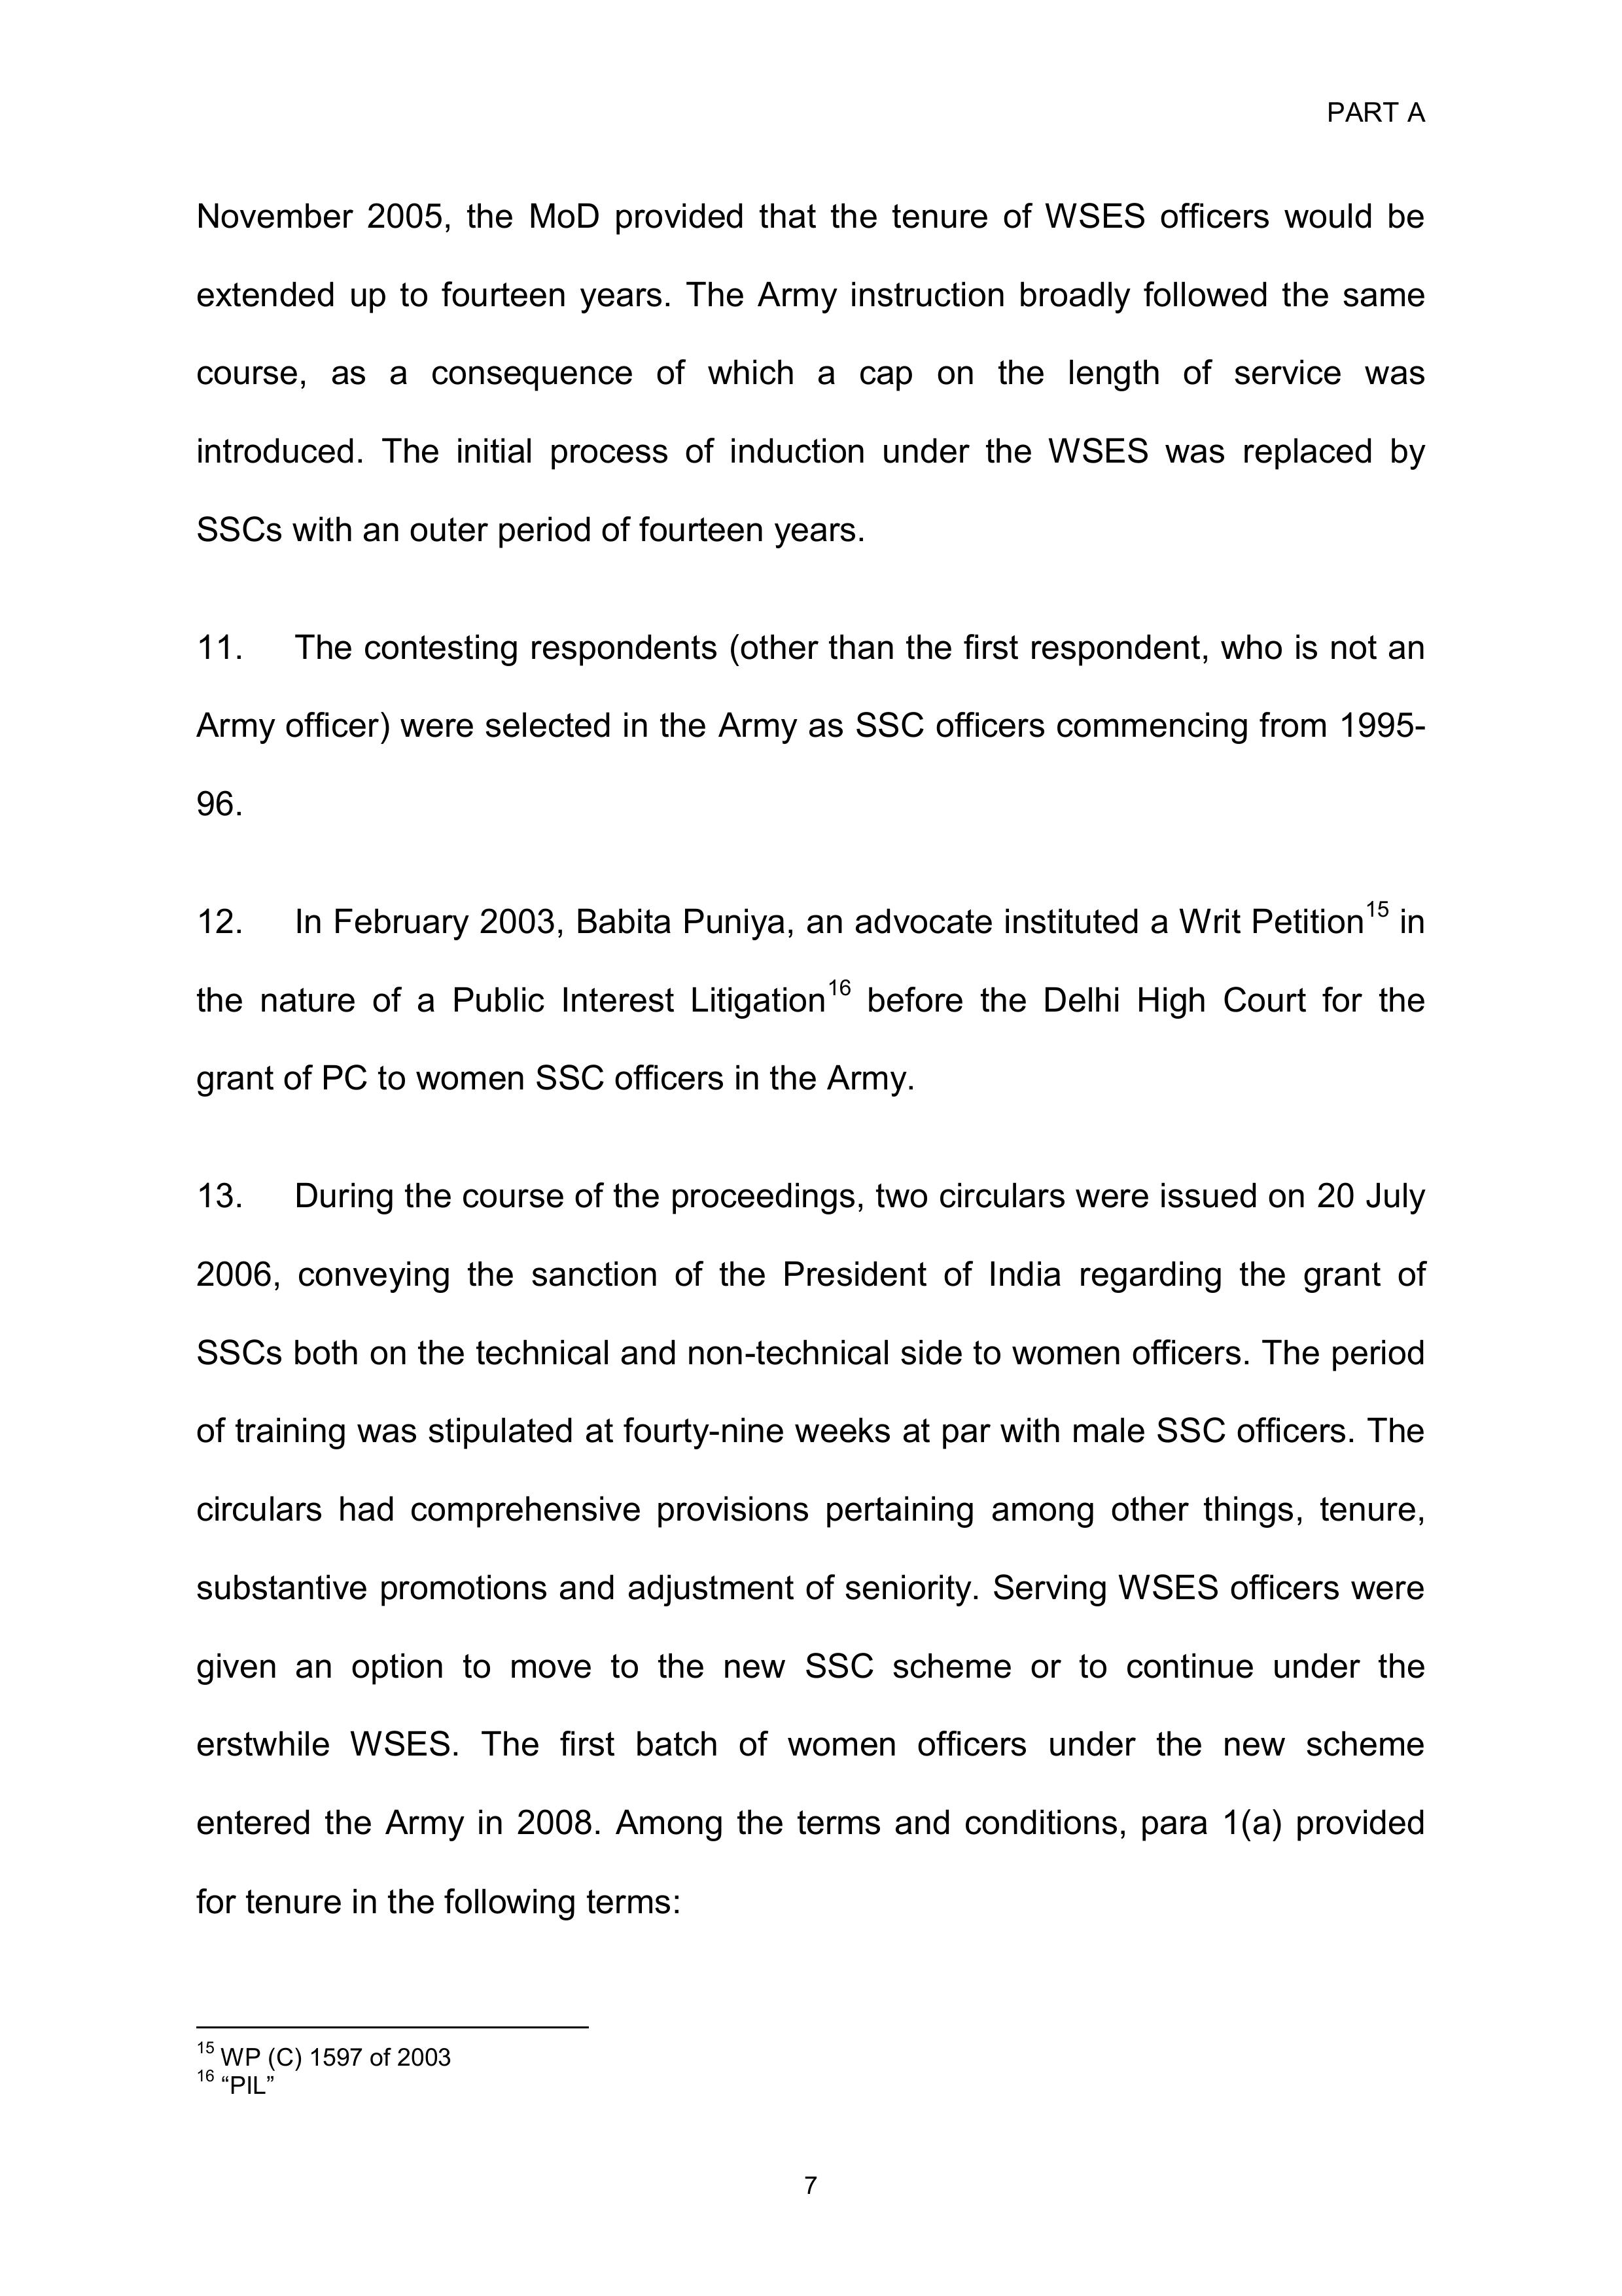 PART A
November 2005, the MoD provided that the tenure of WSES officers would be
extended up to fourteen years. The Army instruction broadly followed the same
course, as a consequence of which a cap on the length of service was
introduced. The initial process of induction under the WSES was replaced by
SSCs with an outer period of fourteen years.
11. The contesting respondents (other than the first respondent, who is not an
Army officer) were selected in the Army as SSC officers commencing from 1995-
96.
12. In February 2003, Babita Puniya, an advocate instituted a Writ Petition15 in
the nature of a Public Interest Litigation16 before the Delhi High Court for the
grant of PC to women SSC officers in the Army.
13. During the course of the proceedings, two circulars were issued on 20 July
2006, conveying the sanction of the President of India regarding the grant of
SSCs both on the technical and non-technical side to women officers. The period
of training was stipulated at fourty-nine weeks at par with male SSC officers. The
circulars had comprehensive provisions pertaining among other things, tenure,
substantive promotions and adjustment of seniority. Serving WSES officers were
given an option to move to the new SSC scheme or to continue under the
erstwhile WSES. The first batch of women officers under the new scheme
entered the Army in 2008. Among the terms and conditions, para 1(a) provided
for tenure in the following terms:
15 WP (C) 1597 of 2003
16 “PIL”
7